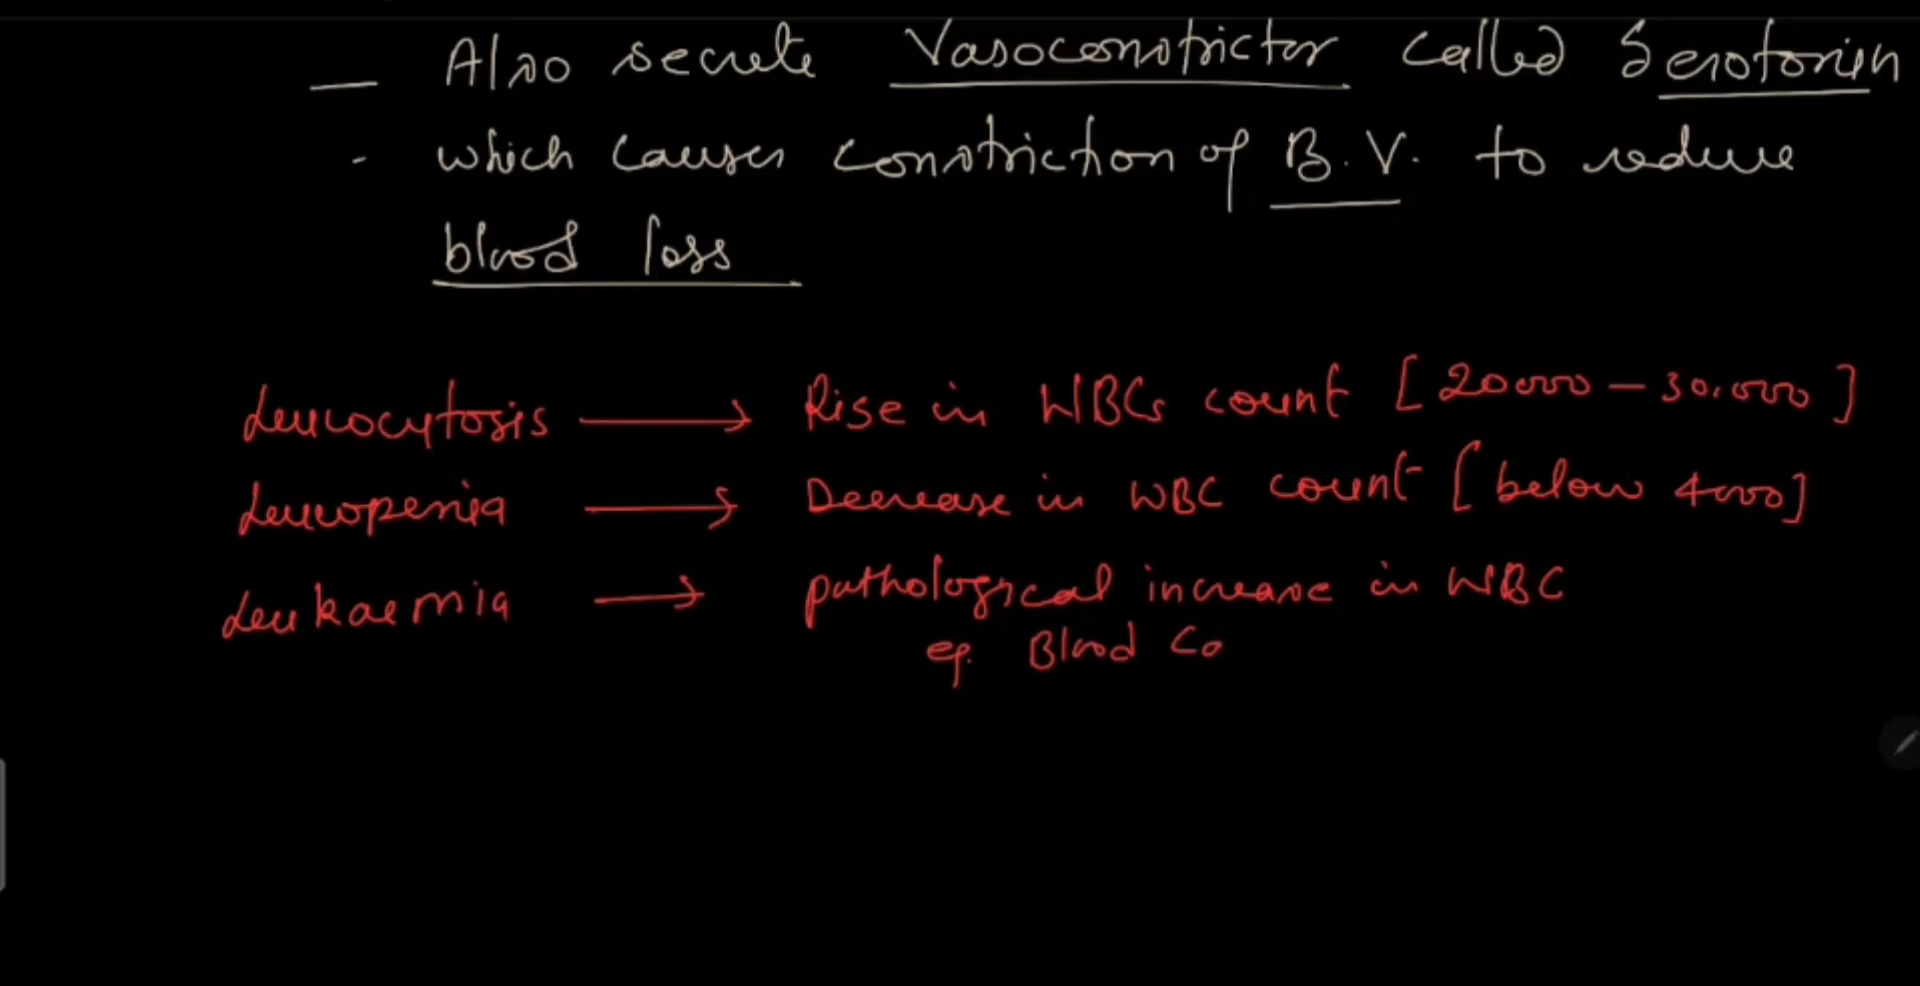 — Also secrete Vasoconstrictor called Serotonin
- which causes constriction of B.V. to reduce
blood loss
Leucocytosis → Rise in WBCs count [20000 - 30,000]
Leucopenia → Decrease in WBC count [below 4000]
Leukaemia → pathological increase in WBC
eg. Blood Ca